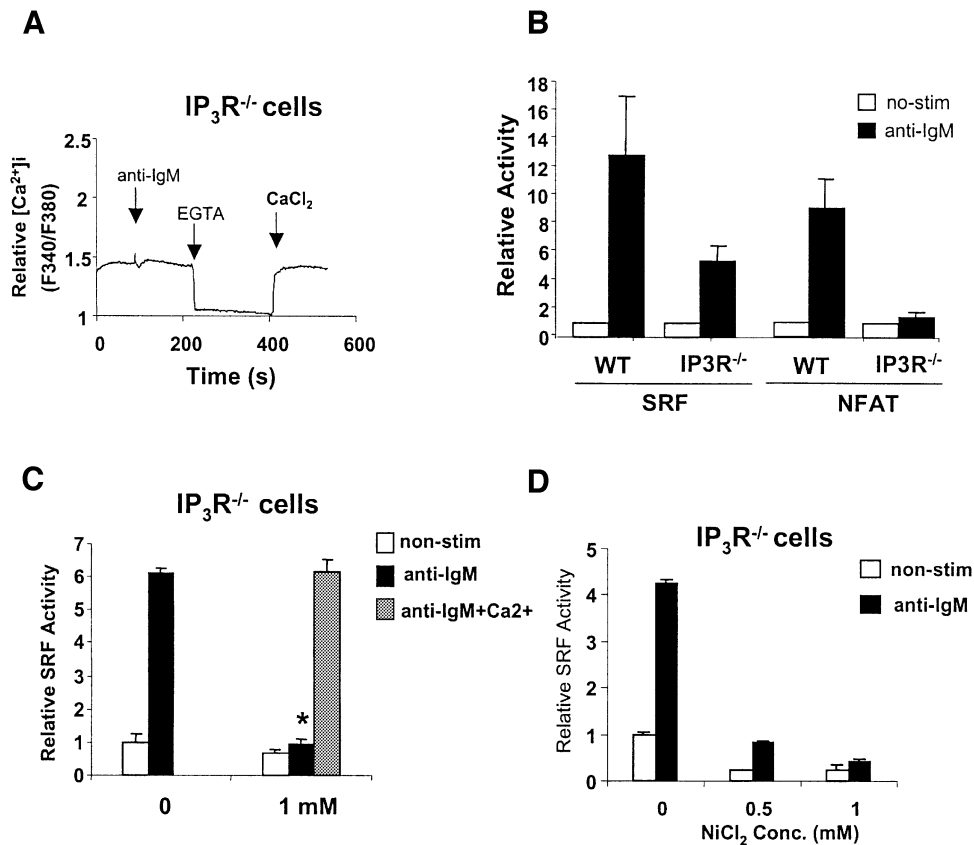 A
IP₃R⁻/⁻ cells
Relative [Ca²⁺]i
(F340/F380)
2.5
2
1.5
1
anti-IgM
EGTA
CaCl₂
0
200
400
600
Time (s)
B
Relative Activity
18
16
14
12
10
8
6
4
2
0
no-stim
anti-IgM
WT
IP3R⁻/⁻
WT
IP3R⁻/⁻
SRF
NFAT
C
IP₃R⁻/⁻ cells
Relative SRF Activity
7
6
5
4
3
2
1
0
*
non-stim
anti-IgM
anti-IgM+Ca2+
0
1 mM
D
IP₃R⁻/⁻ cells
Relative SRF Activity
5
4
3
2
1
0
non-stim
anti-IgM
0
0.5
1
NiCl₂ Conc. (mM)